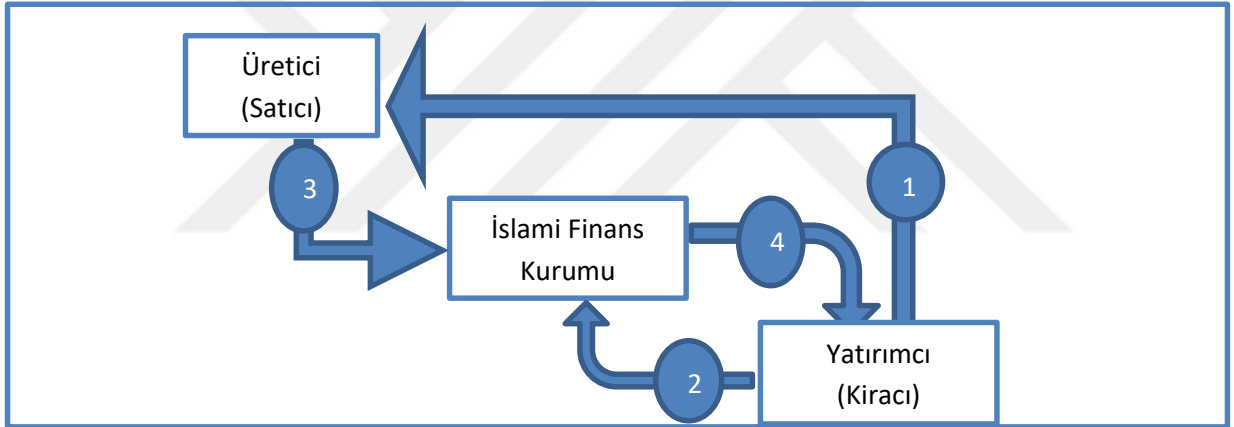 Üretici
(Satıcı)
3
1
İslami Finans
Kurumu
4
2
Yatırımcı
(Kiracı)